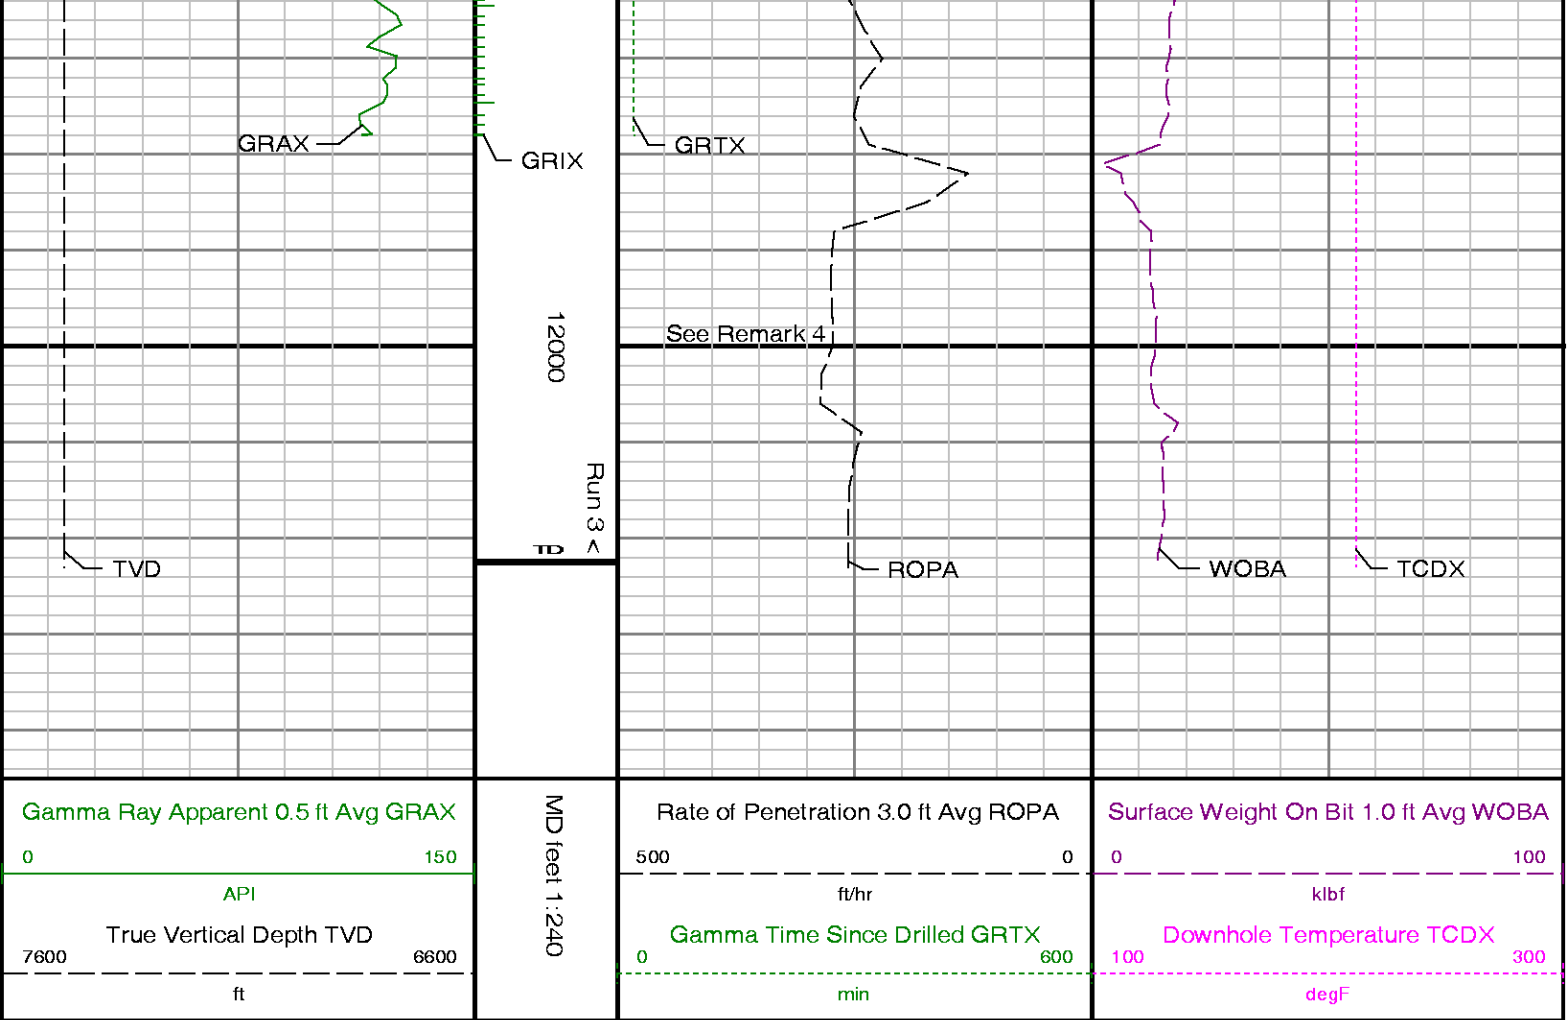 GRAX
GRIX
GRTX
12000
See Remark 4
Run 3 <
TD
TVD
ROPA
WOBA
TCDX
Gamma Ray Apparent 0.5 ft Avg GRAX
0 150
API
True Vertical Depth TVD
7600 6600
ft
MD feet 1:240
Rate of Penetration 3.0 ft Avg ROPA
500 0
ft/hr
Gamma Time Since Drilled GRTX
0 600
min
Surface Weight On Bit 1.0 ft Avg WOBA
0 100
klbf
Downhole Temperature TCDX
100 300
degF